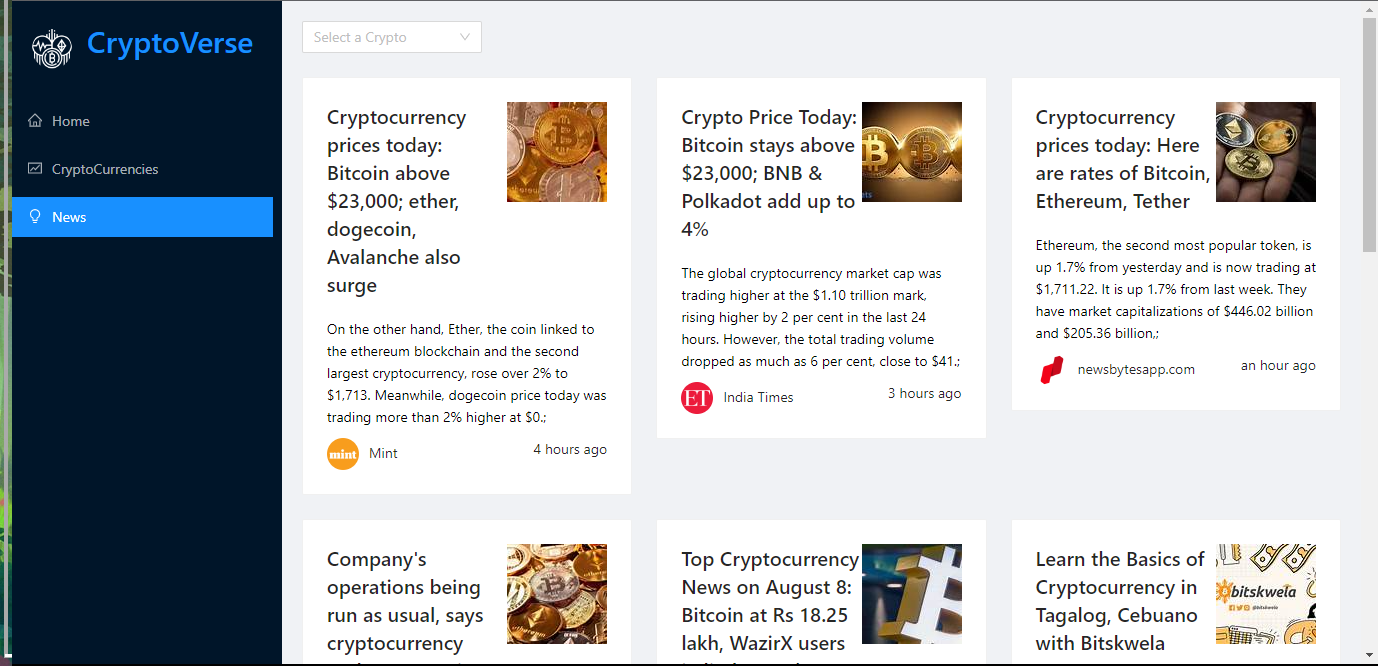 CryptoVerse
Home
CryptoCurrencies
News
Select a Crypto
Cryptocurrency
prices today:
Bitcoin above
$23,000; ether,
dogecoin,
Avalanche also
surge
On the other hand, Ether, the coin linked to
the ethereum blockchain and the second
largest cryptocurrency, rose over 2% to
$1,713. Meanwhile, dogecoin price today was
trading more than 2% higher at $0.;
mint
Mint
4 hours ago
Crypto Price Today:
Bitcoin stays above
$23,000; BNB &
Polkadot add up to
4%
The global cryptocurrency market cap was
trading higher at the $1.10 trillion mark,
rising higher by 2 per cent in the last 24
hours. However, the total trading volume
dropped as much as 6 per cent, close to $41.;
ET
India Times
3 hours ago
Cryptocurrency
prices today: Here
are rates of Bitcoin,
Ethereum, Tether
Ethereum, the second most popular token, is
up 1.7% from yesterday and is now trading at
$1,711.22. It is up 1.7% from last week. They
have market capitalizations of $446.02 billion
and $205.36 billion,;
newsbytesapp.com
an hour ago
Company's
operations being
run as usual, says
cryptocurrency
Top Cryptocurrency
News on August 8:
Bitcoin at Rs 18.25
lakh, WazirX users
Learn the Basics of
Cryptocurrency in
Tagalog, Cebuano
with Bitskwela
bitskwela